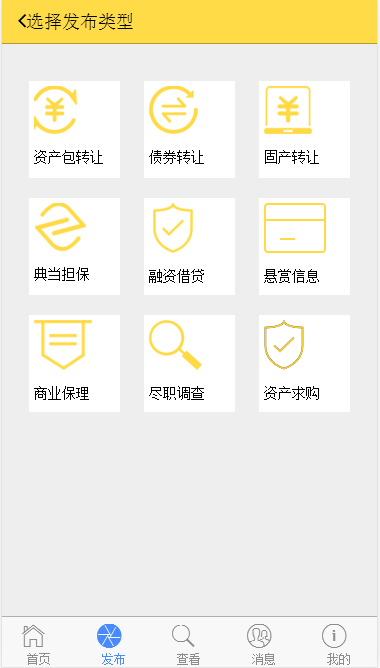 选择发布类型
资产包转让 债券转让 固产转让
典当担保 融资借贷 悬赏信息
商业保理 尽职调查 资产求购
首页 发布 查看 消息 我的